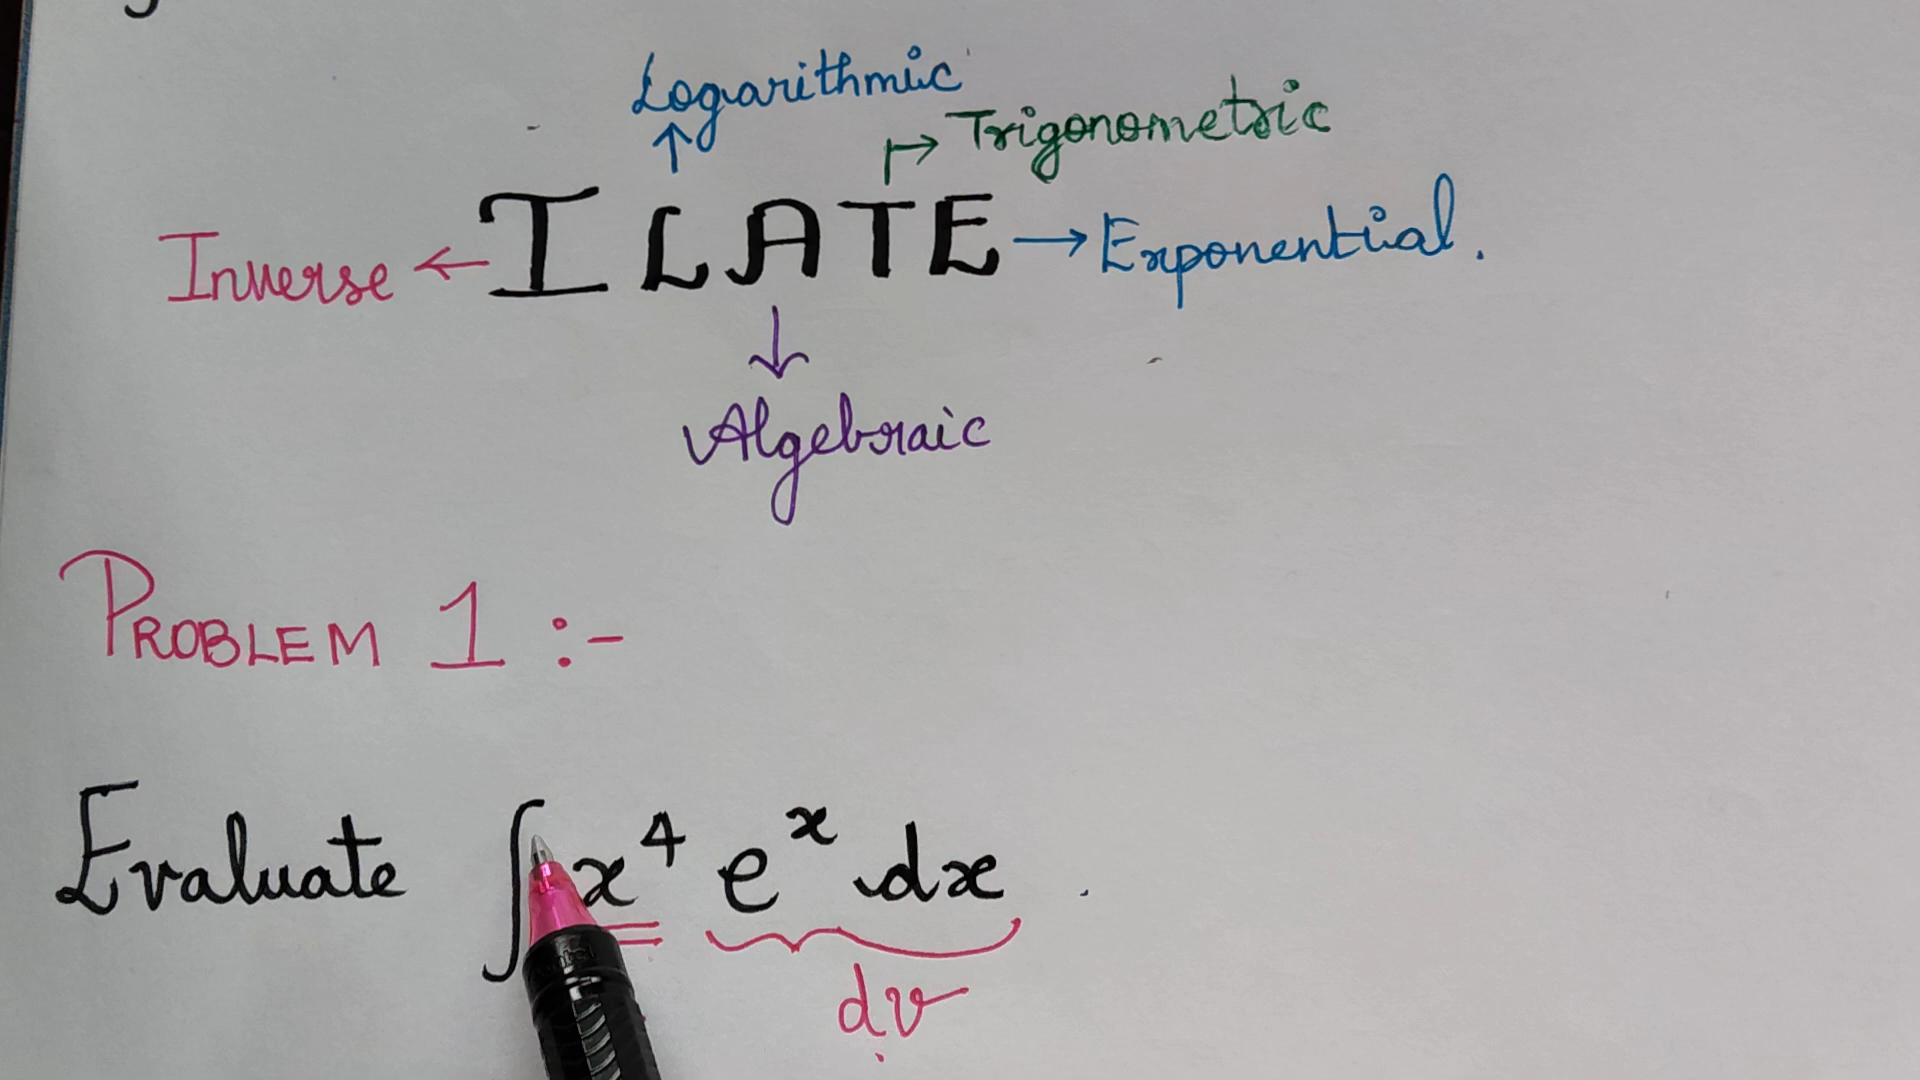 Logarithmic
Trigonometric
Inverse ← ILATE → Exponential.
Algebraic
PROBLEM 1 :-
Evaluate ∫ x⁴ eˣ dx .
dv